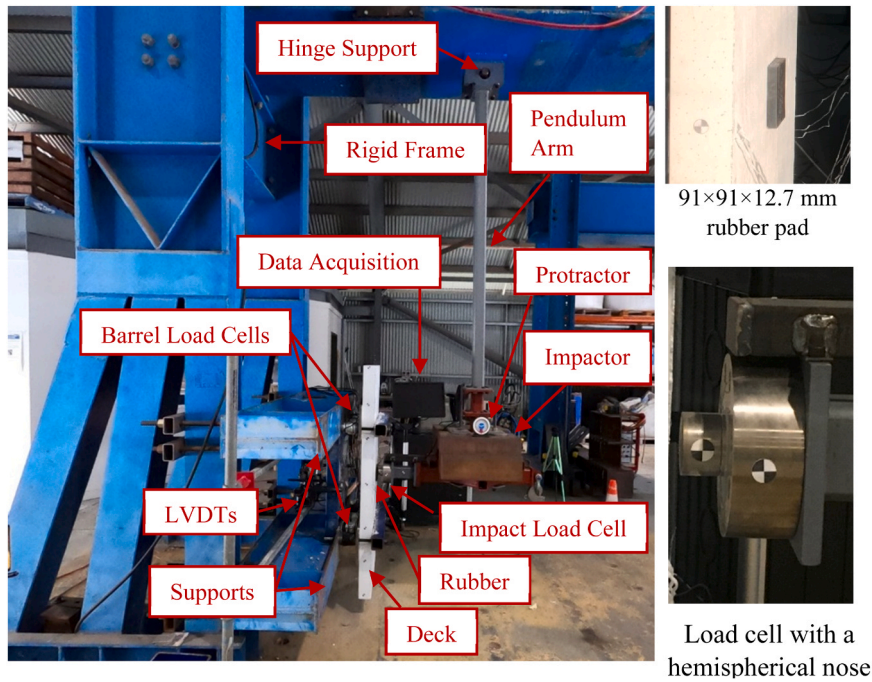 Hinge Support
Pendulum
Arm
Rigid Frame
91×91×12.7 mm
rubber pad
Data Acquisition
Protractor
Barrel Load Cells
Impactor
LVDTs
Impact Load Cell
Supports
Rubber
Deck
Load cell with a
hemispherical nose